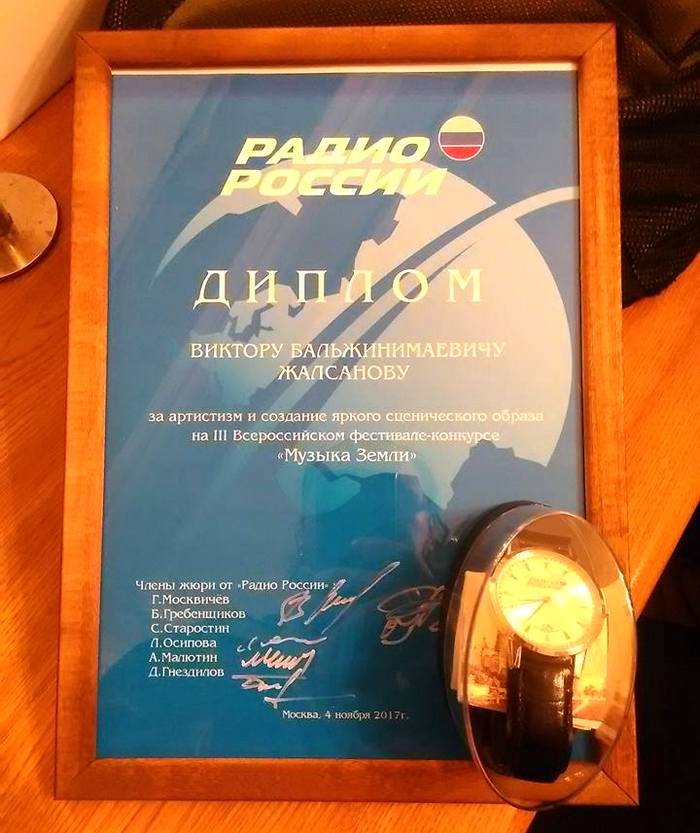 РАДИО
РОССИИ
ДИПЛОМ
ВИКТОРУ БАЛЬЖИНИМАЕВИЧУ
ЖАЛСАНОВУ
за артистизм и создание яркого сценического образа
на III Всероссийском фестивале-конкурсе
«Музыка Земли»
Члены жюри от «Радио России» :
Г.Москвичёв
Б.Гребенщиков
С.Старостин
Л.Осипова
А.Малютин
Д.Гнездилов
Москва, 4 ноября 2017г.